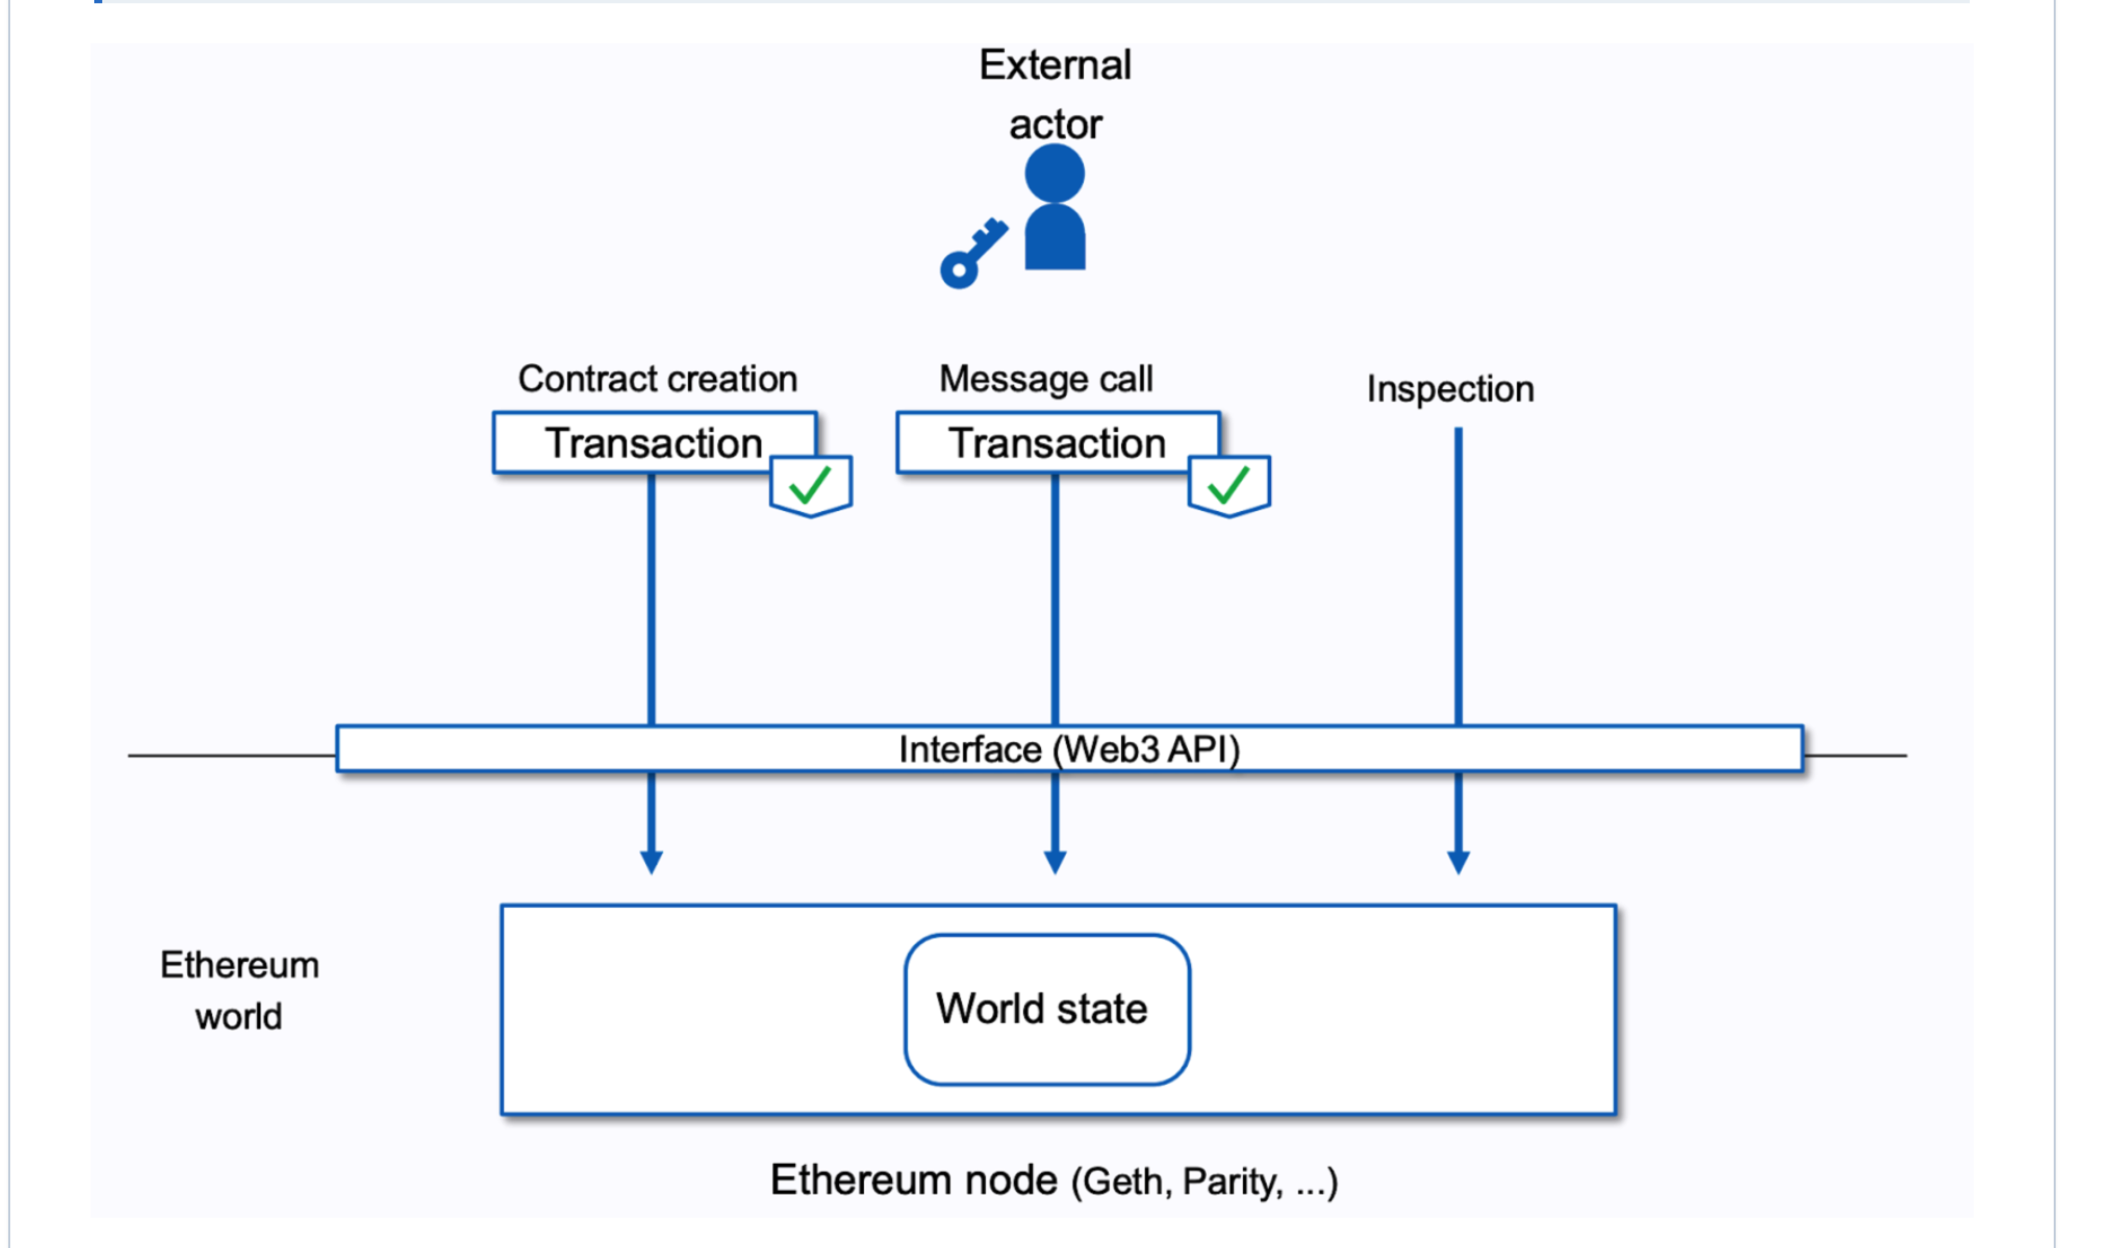 External
actor
Contract creation
Message call
Inspection
Transaction
Transaction
Interface (Web3 API)
Ethereum
world
World state
Ethereum node (Geth, Parity, ...)